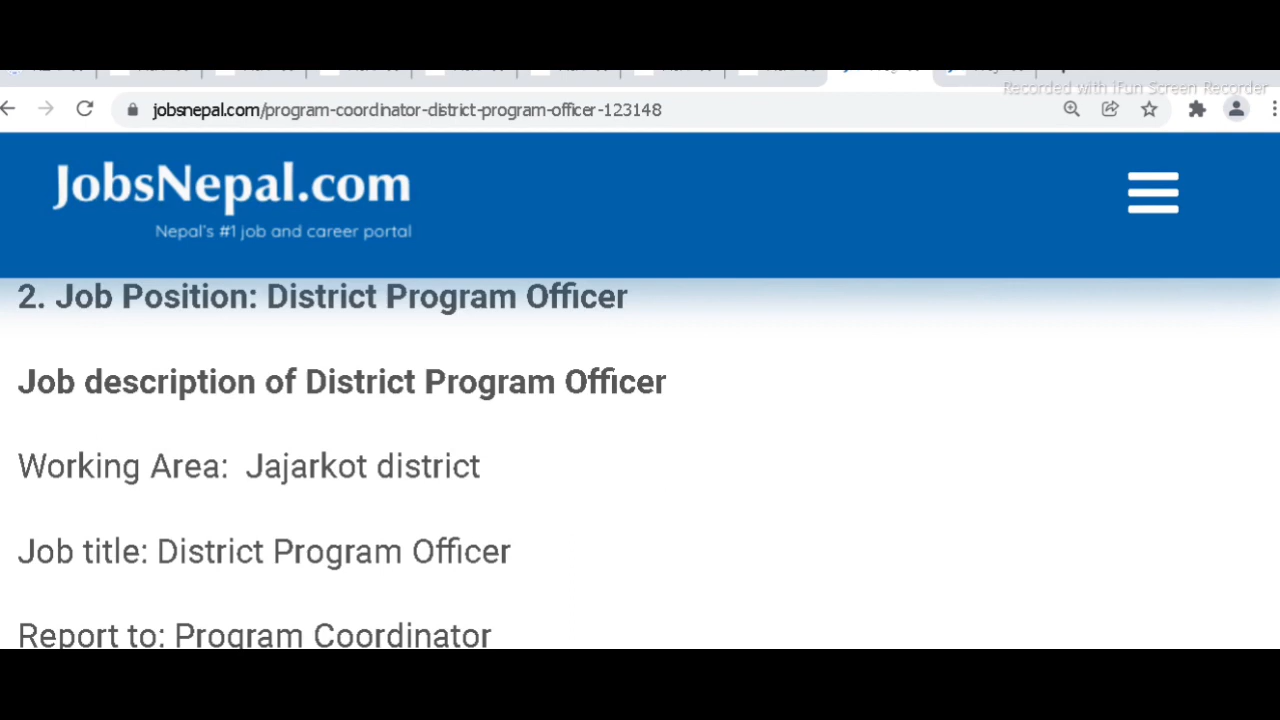 Recorded with iFun Screen Recorder
jobsnepal.com/program-coordinator-district-program-officer-123148
JobsNepal.com
Nepal's #1 job and career portal
2. Job Position: District Program Officer
Job description of District Program Officer
Working Area: Jajarkot district
Job title: District Program Officer
Report to: Program Coordinator